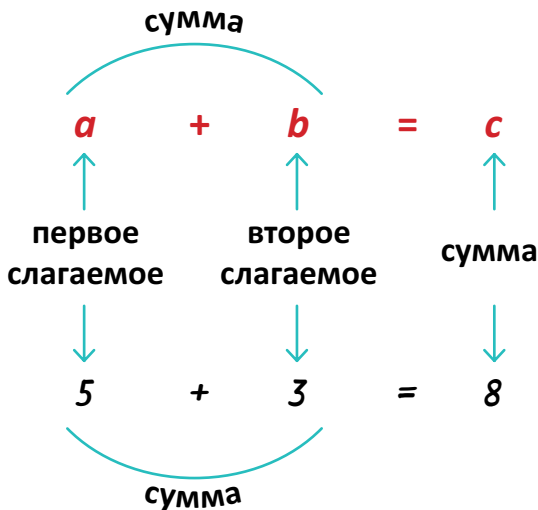 сумма
a + b = c
первое слагаемое второе слагаемое сумма
5 + 3 = 8
сумма